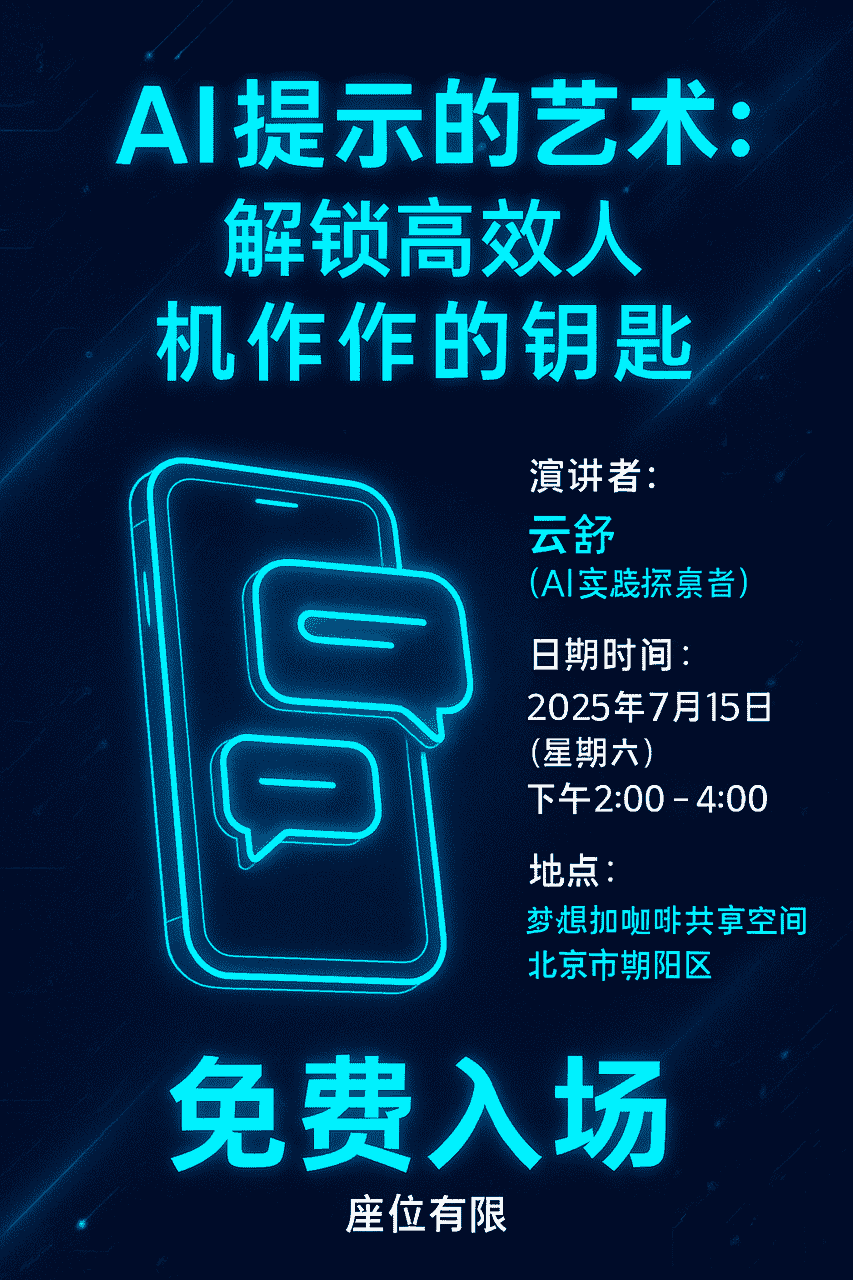 AI提示的艺术:
解锁高效人
机作作的钥匙
演讲者:
云舒
(AI实践探索者)
日期时间:
2025年7月15日
(星期六)
下午2:00 – 4:00
地点:
梦想加咖啡共享空间
北京市朝阳区
免费入场
座位有限